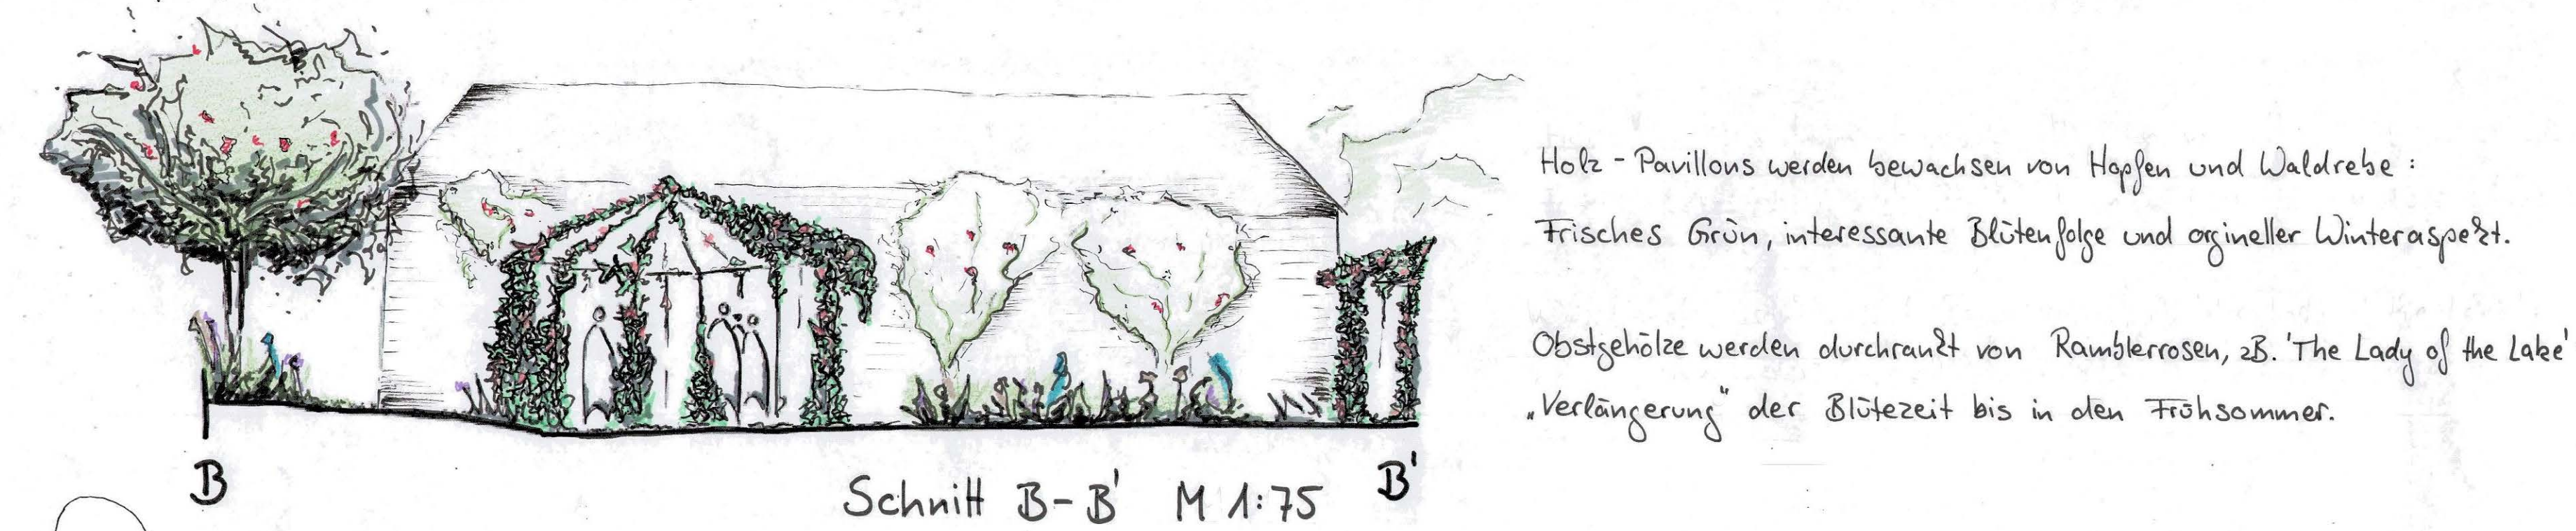 Holz - Pavillons werden bewachsen von Hopfen und Waldrebe :
Frisches Grün, interessante Blütenfolge und orgineller Winteraspekt.
Obstgehölze werden durchrankt von Ramblerrosen, zB. 'The Lady of the Lake'
„Verlängerung" der Blütezeit bis in den Frühsommer.
B
B'
Schnitt B-B' M 1:75